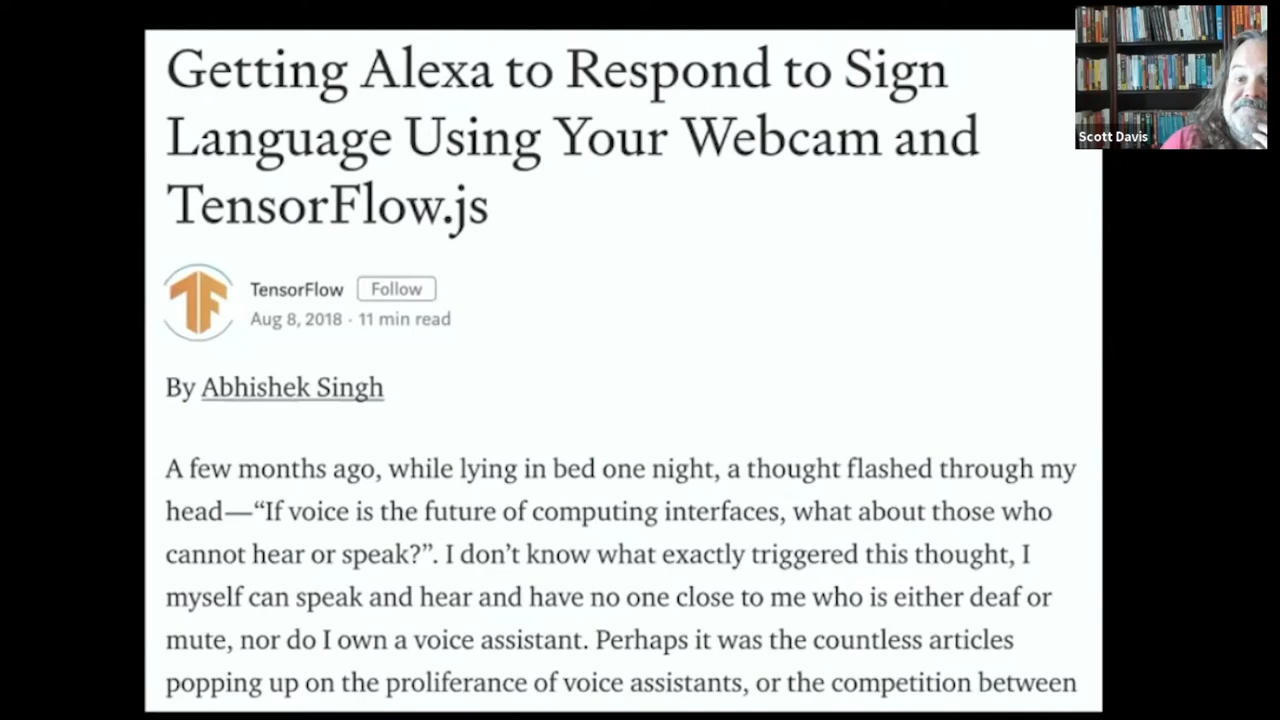 Getting Alexa to Respond to Sign
Language Using Your Webcam and
TensorFlow.js
TensorFlow Follow
Aug 8, 2018 · 11 min read
By Abhishek Singh
A few months ago, while lying in bed one night, a thought flashed through my
head—“If voice is the future of computing interfaces, what about those who
cannot hear or speak?”. I don’t know what exactly triggered this thought, I
myself can speak and hear and have no one close to me who is either deaf or
mute, nor do I own a voice assistant. Perhaps it was the countless articles
popping up on the proliferance of voice assistants, or the competition between
Scott Davis